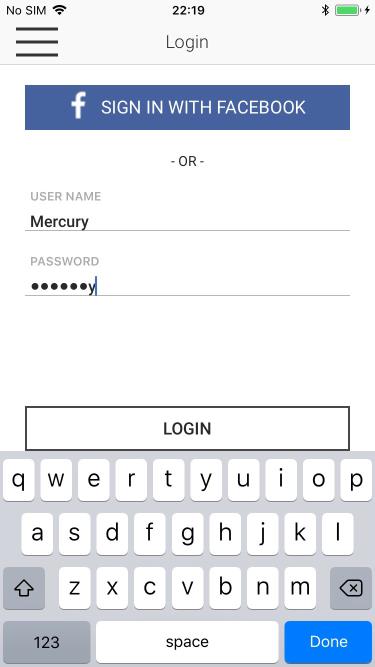 No SIM 22:19
Login
f SIGN IN WITH FACEBOOK
- OR -
USER NAME
Mercury
PASSWORD
●●●●●●y
LOGIN
q w e r t y u i o p
a s d f g h j k l
z x c v b n m
123 space Done